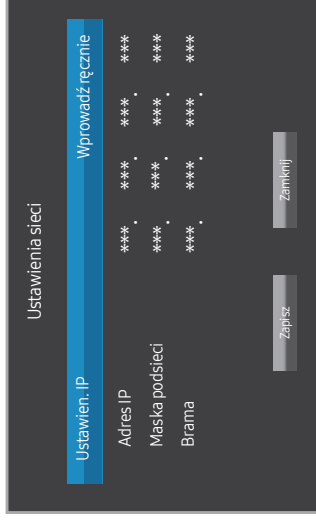 Ustawienia sieci
Ustawien. IP Wprowadź ręcznie
Adres IP ***. ***. ***. ***
Maska podsieci ***. ***. ***. ***
Brama ***. ***. ***. ***
Zapisz Zamknij